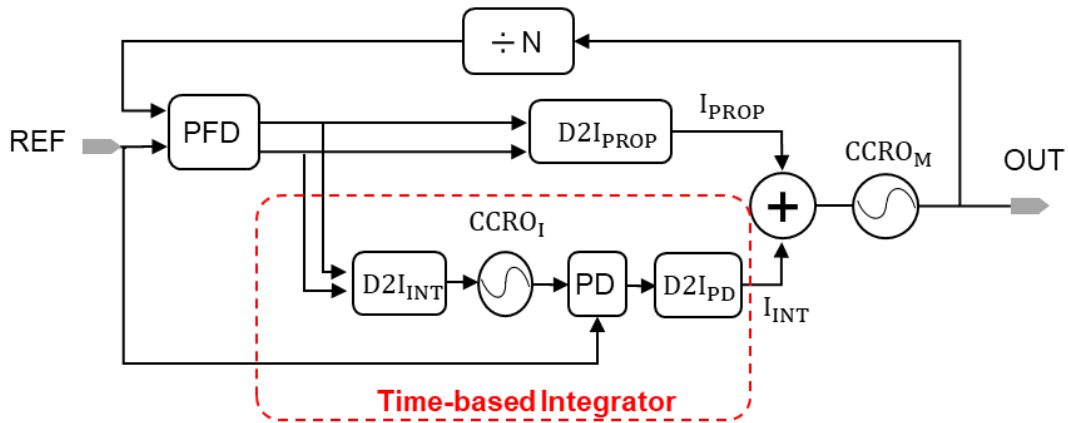 ÷ N
REF
PFD
D2I_PROP
I_PROP
CCRO_M
OUT
+
CCRO_I
D2I_INT
PD
D2I_PD
I_INT
Time-based Integrator